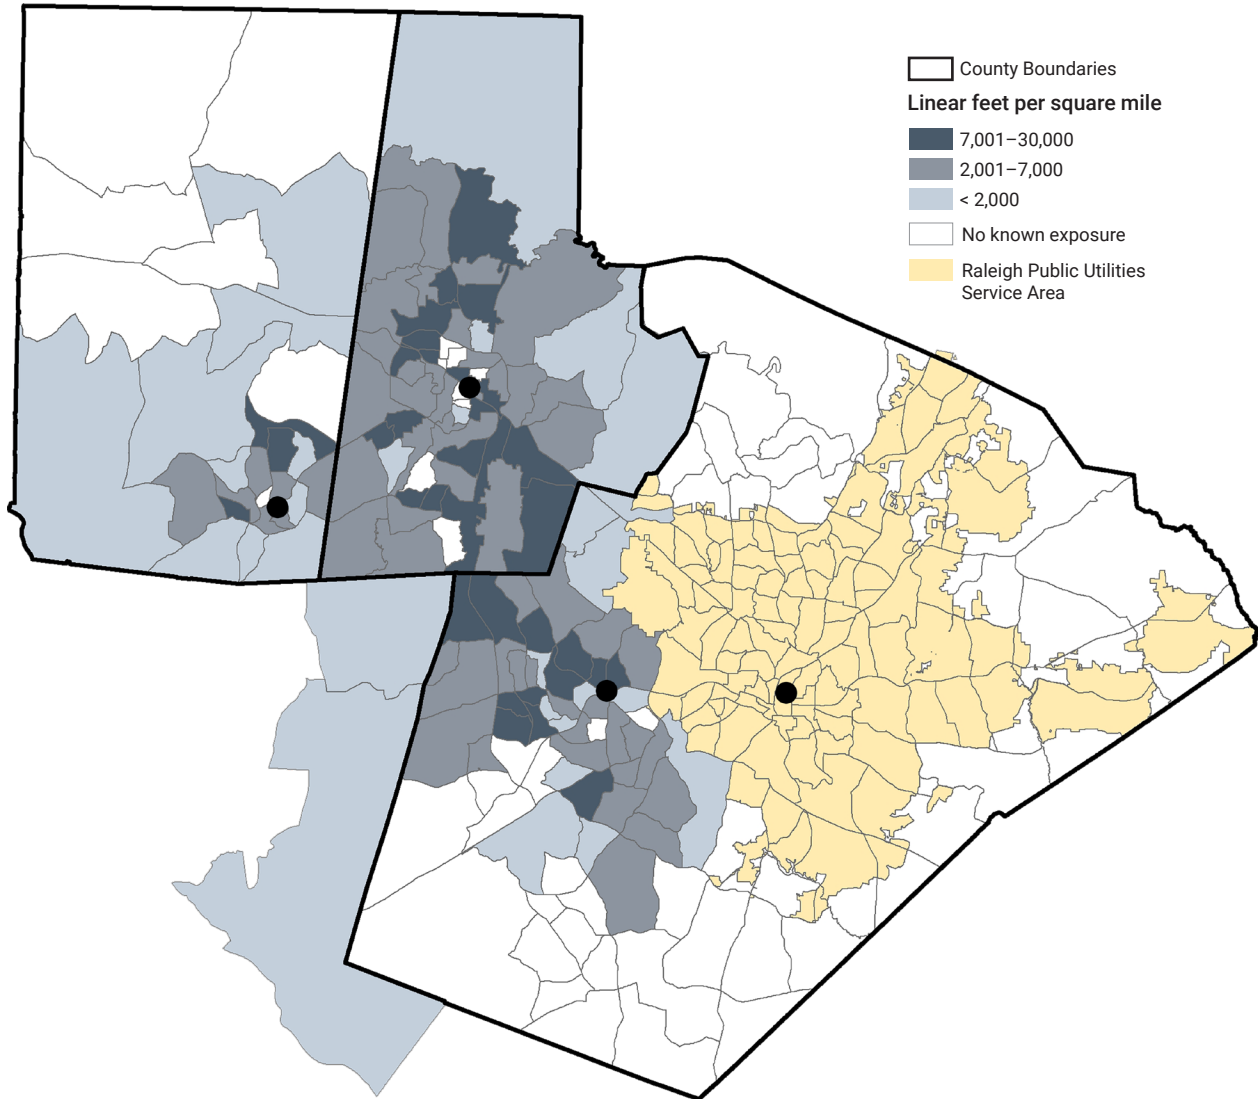 County Boundaries
Linear feet per square mile
7,001–30,000
2,001–7,000
< 2,000
No known exposure
Raleigh Public Utilities
Service Area